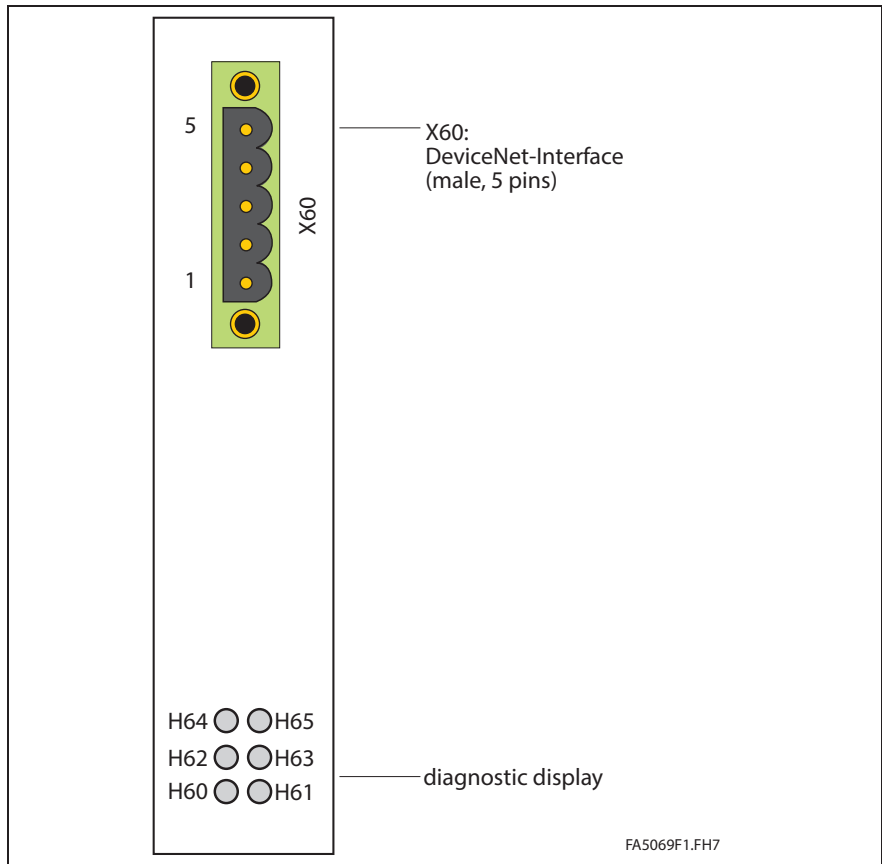 5
X60:
DeviceNet-Interface
(male, 5 pins)
X60
1
H64 H65
H62 H63
H60 H61
diagnostic display
FA5069F1.FH7